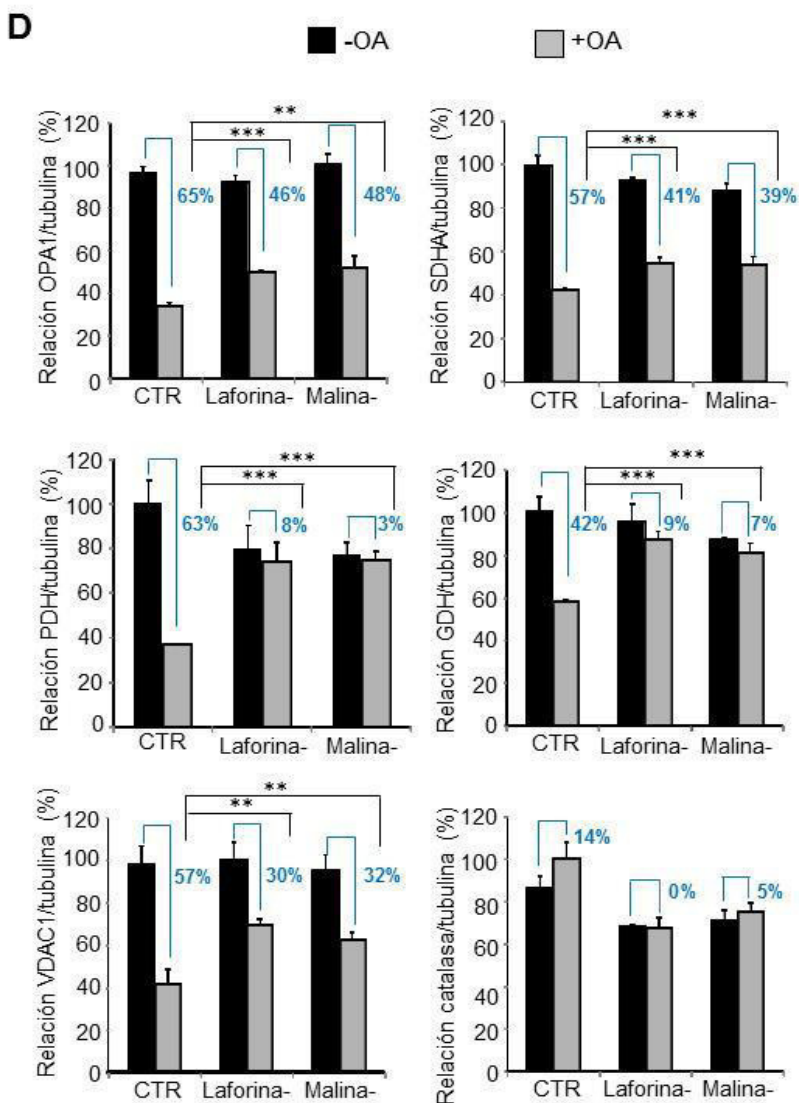 D
-OA
+OA
Relación OPA1/tubulina (%)
120
100
80
60
40
20
0
**
***
65%
46%
48%
CTR
Laforina-
Malina-
Relación SDHA/tubulina (%)
120
100
80
60
40
20
0
***
***
57%
41%
39%
CTR
Laforina-
Malina-
Relación PDH/tubulina (%)
120
100
80
60
40
20
0
***
***
63%
8%
3%
CTR
Laforina-
Malina-
Relación GDH/tubulina (%)
120
100
80
60
40
20
0
***
***
42%
9%
7%
CTR
Laforina-
Malina-
Relación VDAC1/tubulina (%)
120
100
80
60
40
20
0
**
**
57%
30%
32%
CTR
Laforina-
Malina-
Relación catalasa/tubulina (%)
120
100
80
60
40
20
0
14%
0%
5%
CTR
Laforina-
Malina-